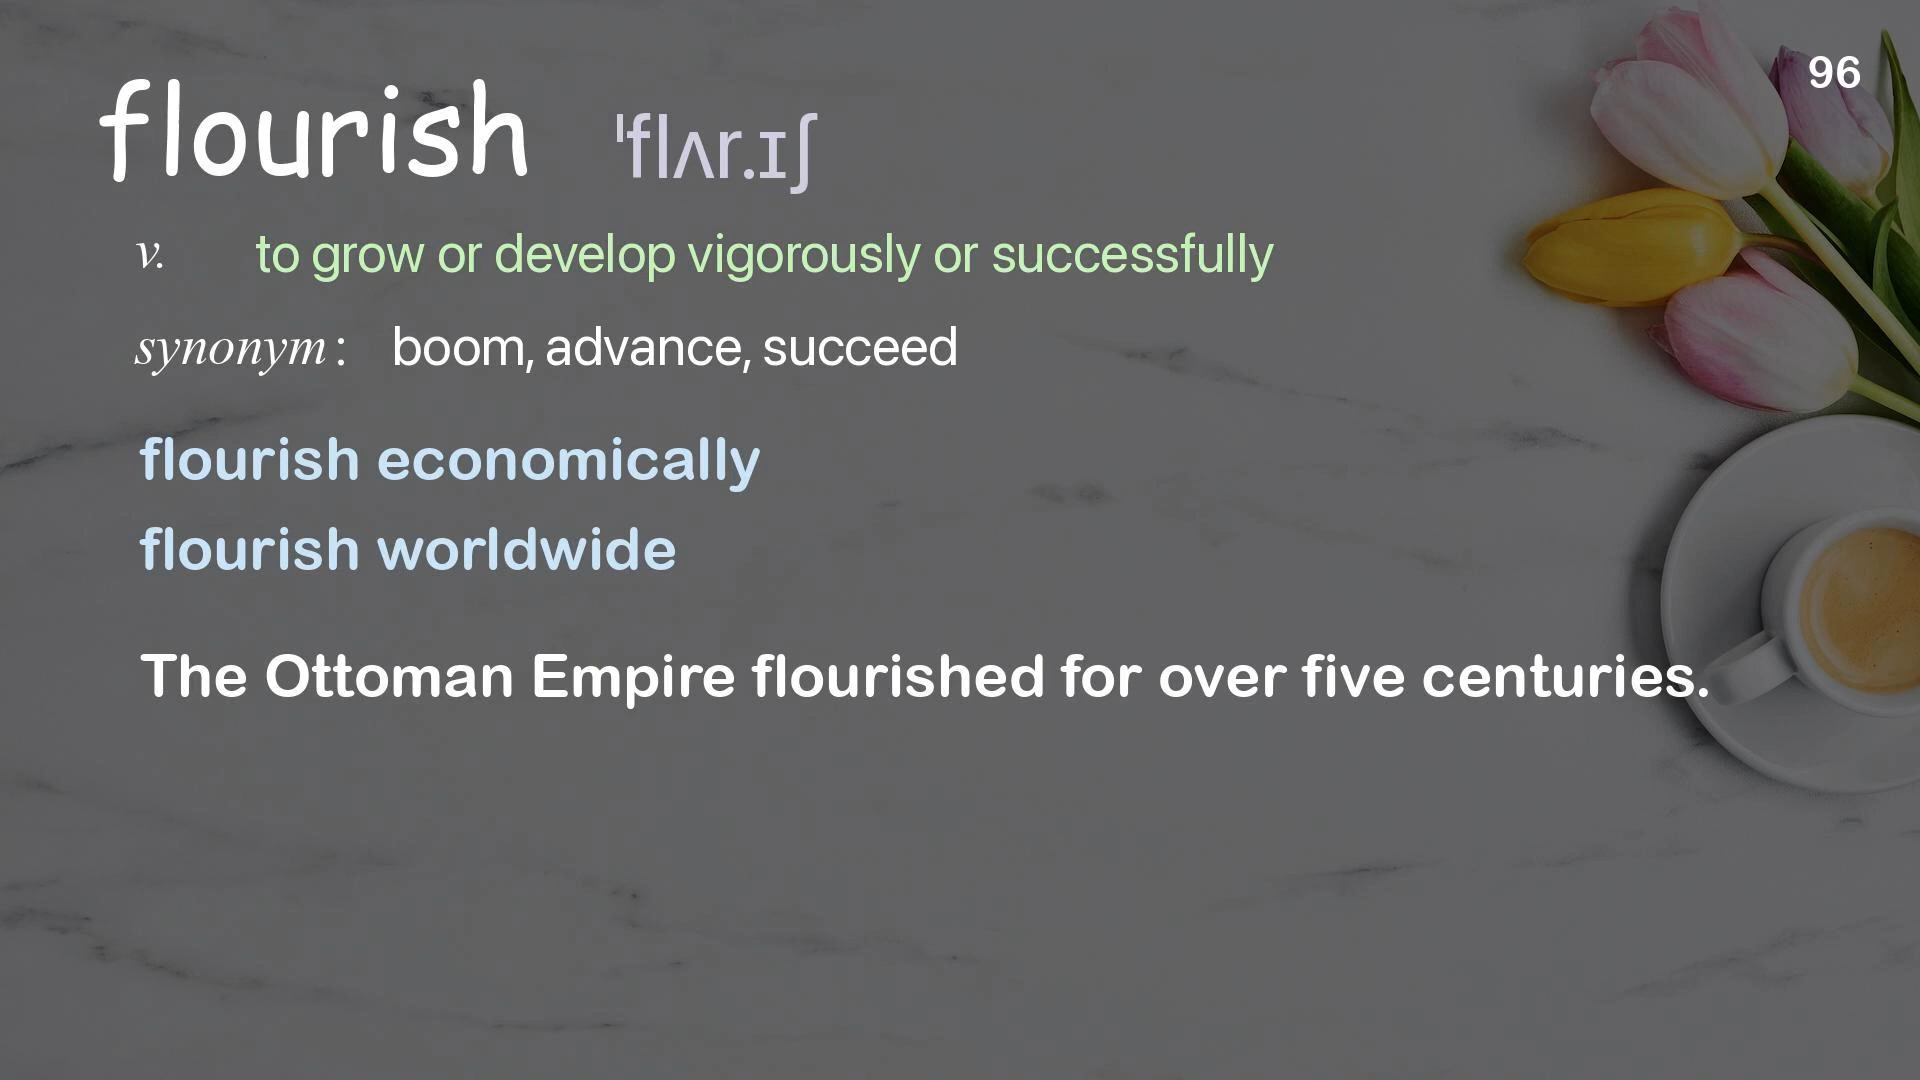 96
flourish ˈflʌr.ɪʃ
v. to grow or develop vigorously or successfully
synonym: boom, advance, succeed
flourish economically
flourish worldwide
The Ottoman Empire flourished for over five centuries.